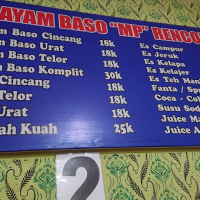 AYAM BASO "MP" RENCO
Baso Cincang 18k
Baso Urat 18k
Baso Telor 18k
Baso Komplit 30k
Cincang 18k
Telor 18k
Urat 18k
ah Kuah 25k
Es Campur
Es Jeruk
Es Kelapa
Es Kelajer
Es Teh Man
Fanta / Spr
Coca - Col
Susu Sod
Juice Ma
Juice A
2